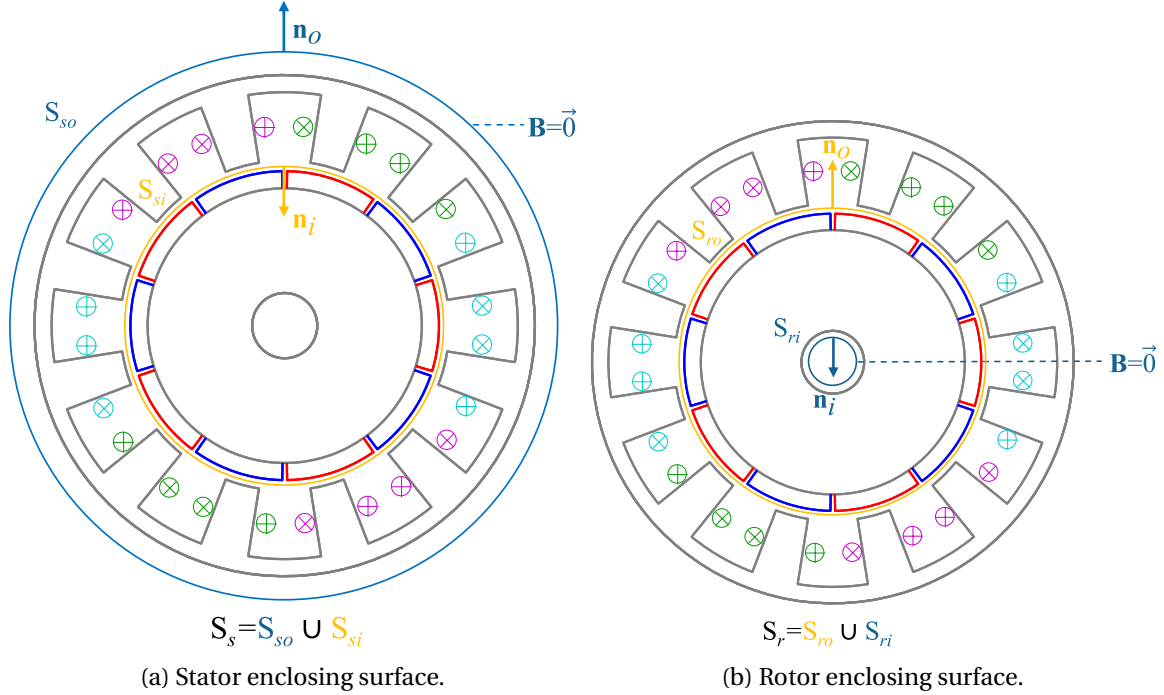 n_o
S_so
B=0⃗
S_si
n_i
S_s=S_so ∪ S_si
(a) Stator enclosing surface.
n_o
S_ro
S_ri
B=0⃗
n_i
S_r=S_ro ∪ S_ri
(b) Rotor enclosing surface.